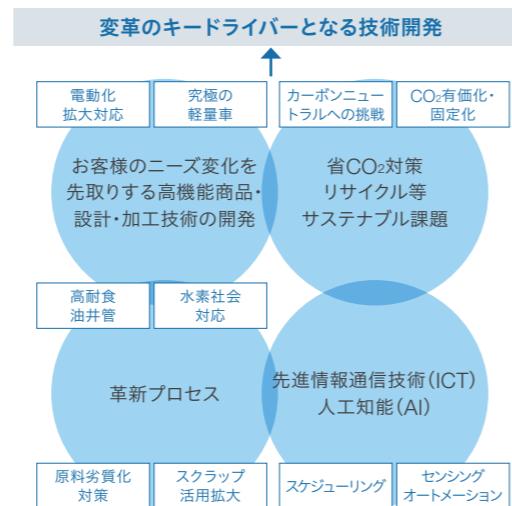 変革のキードライバーとなる技術開発
電動化
拡大対応
究極の
軽量車
カーボンニュー
トラルへの挑戦
CO₂有価化・
固定化
お客様のニーズ変化を
先取りする高機能商品・
設計・加工技術の開発
省CO₂対策
リサイクル等
サステナブル課題
高耐食
油井管
水素社会
対応
革新プロセス
先進情報通信技術(ICT)
人工知能(AI)
原料劣質化
対策
スクラップ
活用拡大
スケジューリング
センシング
オートメーション